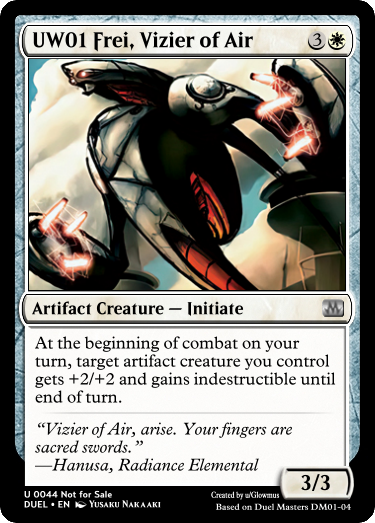 UW01 Frei, Vizier of Air 3
Artifact Creature — Initiate
At the beginning of combat on your
turn, target artifact creature you control
gets +2/+2 and gains indestructible until
end of turn.
“Vizier of Air, arise. Your fingers are
sacred swords.”
—Hanusa, Radiance Elemental
3/3
U 0044 Not for Sale
DUEL • EN Yusaku Nakaaki
Created by u/Glowmus
Based on Duel Masters DM01-04